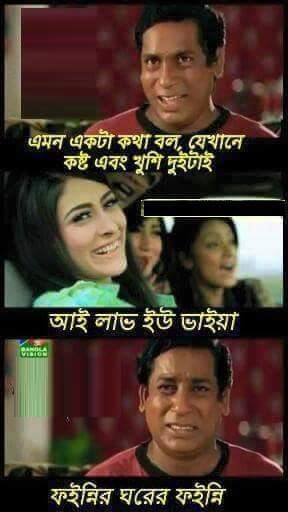 এমন একটা কথা বল, যেখানে
কষ্ট এবং খুশি দুইটাই
আই লাভ ইউ ভাইয়া
BANGLA
VISION
ফইন্নির ঘরের ফইন্নি